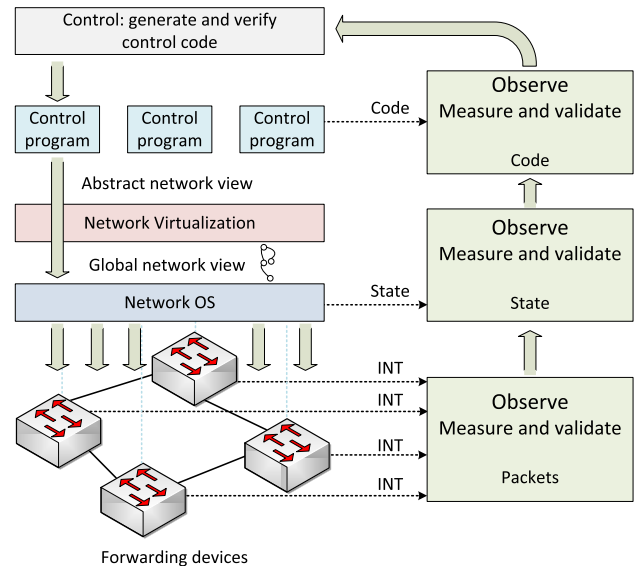 Control: generate and verify
control code
Control
program
Control
program
Control
program
Code
Observe
Measure and validate
Code
Abstract network view
Network Virtualization
Global network view
Network OS
State
Observe
Measure and validate
State
INT
INT
INT
INT
Observe
Measure and validate
Packets
Forwarding devices